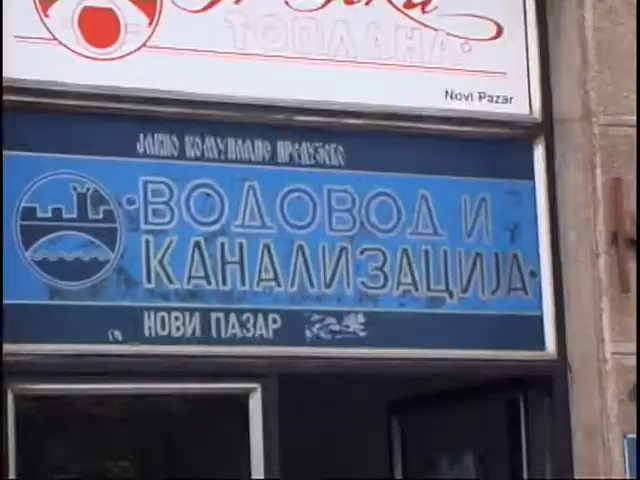 ТОПЛАНА
Novi Pazar
ЈАВНО КОМУНАЛНО ПРЕДУЗЕЋЕ
ВОДОВОД И
КАНАЛИЗАЦИЈА
НОВИ ПАЗАР